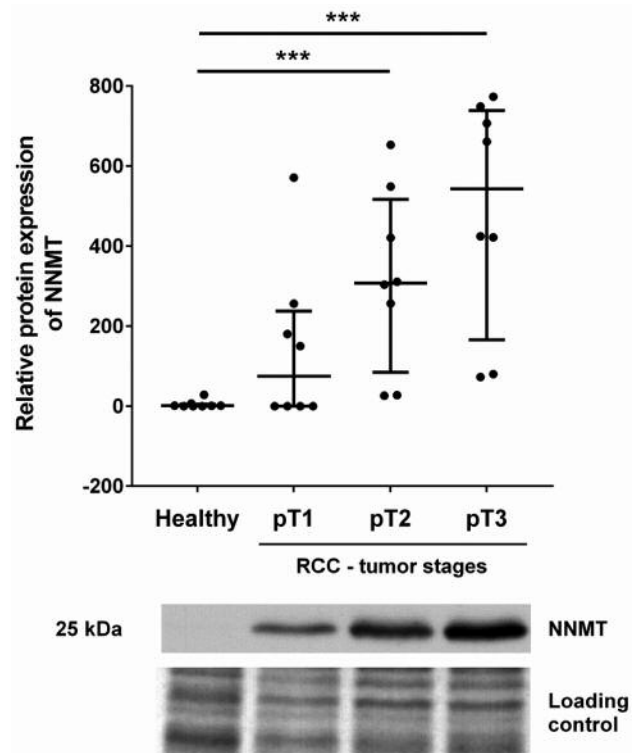 ***
***
Relative protein expression
of NNMT
800
600
400
200
0
-200
Healthy pT1 pT2 pT3
RCC - tumor stages
25 kDa NNMT
Loading
control